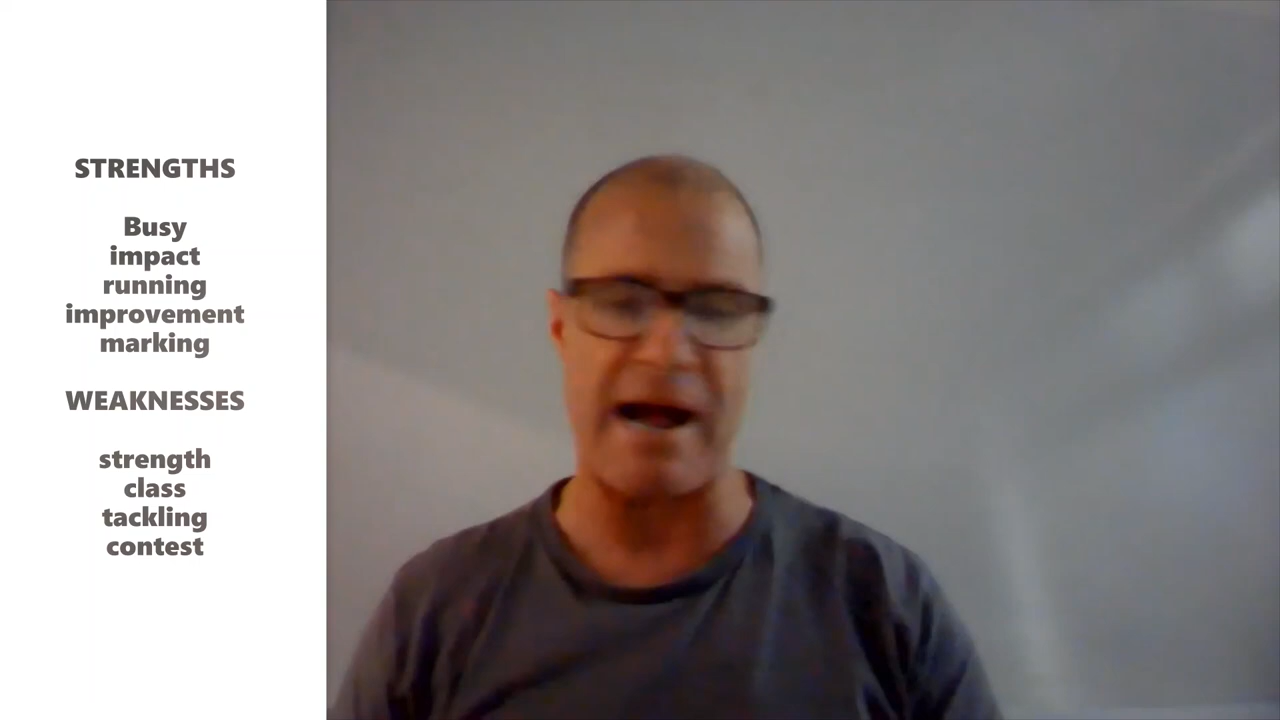 STRENGTHS
Busy
impact
running
improvement
marking
WEAKNESSES
strength
class
tackling
contest